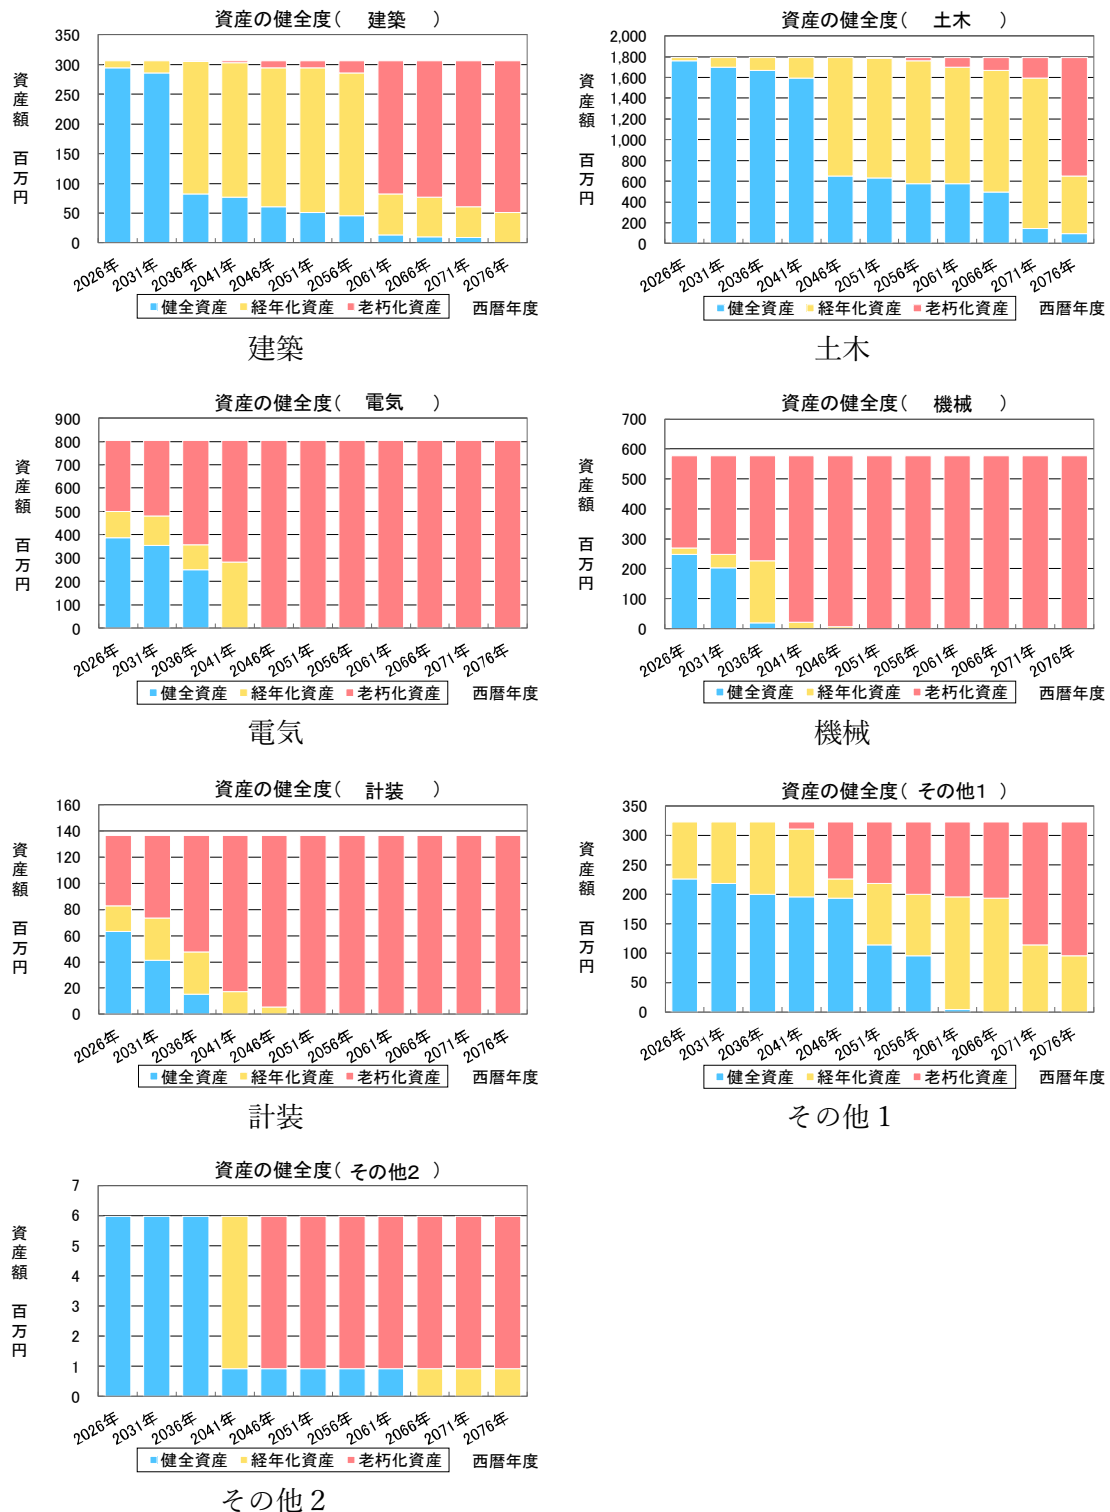 資産の健全度( 建築 )
資産額 百万円
350
300
250
200
150
100
50
0
2026年 2031年 2036年 2041年 2046年 2051年 2056年 2061年 2066年 2071年 2076年
健全資産 経年化資産 老朽化資産 西暦年度
建築
資産の健全度( 土木 )
資産額 百万円
2,000
1,800
1,600
1,400
1,200
1,000
800
600
400
200
0
2026年 2031年 2036年 2041年 2046年 2051年 2056年 2061年 2066年 2071年 2076年
健全資産 経年化資産 老朽化資産 西暦年度
土木
資産の健全度( 電気 )
資産額 百万円
900
800
700
600
500
400
300
200
100
0
2026年 2031年 2036年 2041年 2046年 2051年 2056年 2061年 2066年 2071年 2076年
健全資産 経年化資産 老朽化資産 西暦年度
電気
資産の健全度( 機械 )
資産額 百万円
700
600
500
400
300
200
100
0
2026年 2031年 2036年 2041年 2046年 2051年 2056年 2061年 2066年 2071年 2076年
健全資産 経年化資産 老朽化資産 西暦年度
機械
資産の健全度( 計装 )
資産額 百万円
160
140
120
100
80
60
40
20
0
2026年 2031年 2036年 2041年 2046年 2051年 2056年 2061年 2066年 2071年 2076年
健全資産 経年化資産 老朽化資産 西暦年度
計装
資産の健全度( その他1 )
資産額 百万円
350
300
250
200
150
100
50
0
2026年 2031年 2036年 2041年 2046年 2051年 2056年 2061年 2066年 2071年 2076年
健全資産 経年化資産 老朽化資産 西暦年度
その他1
資産の健全度( その他2 )
資産額 百万円
7
6
5
4
3
2
1
0
2026年 2031年 2036年 2041年 2046年 2051年 2056年 2061年 2066年 2071年 2076年
健全資産 経年化資産 老朽化資産 西暦年度
その他2